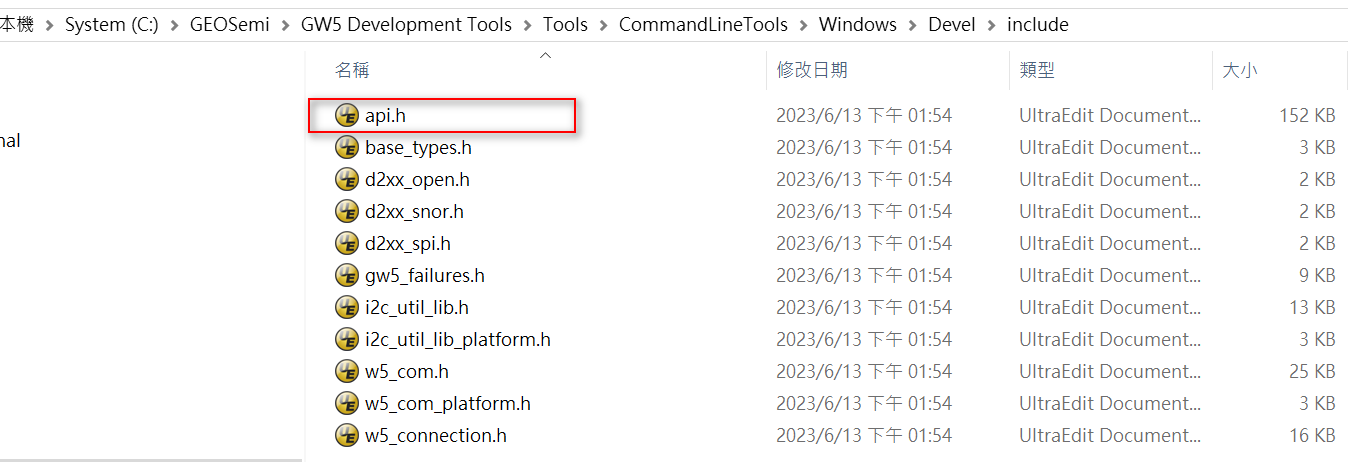 本機 > System (C:) > GEOSemi > GW5 Development Tools > Tools > CommandLineTools > Windows > Devel > include
名稱 修改日期 類型 大小
api.h 2023/6/13 下午 01:54 UltraEdit Document... 152 KB
nal
base_types.h 2023/6/13 下午 01:54 UltraEdit Document... 3 KB
d2xx_open.h 2023/6/13 下午 01:54 UltraEdit Document... 2 KB
d2xx_snor.h 2023/6/13 下午 01:54 UltraEdit Document... 2 KB
d2xx_spi.h 2023/6/13 下午 01:54 UltraEdit Document... 2 KB
gw5_failures.h 2023/6/13 下午 01:54 UltraEdit Document... 9 KB
i2c_util_lib.h 2023/6/13 下午 01:54 UltraEdit Document... 13 KB
i2c_util_lib_platform.h 2023/6/13 下午 01:54 UltraEdit Document... 3 KB
w5_com.h 2023/6/13 下午 01:54 UltraEdit Document... 25 KB
w5_com_platform.h 2023/6/13 下午 01:54 UltraEdit Document... 3 KB
w5_connection.h 2023/6/13 下午 01:54 UltraEdit Document... 16 KB